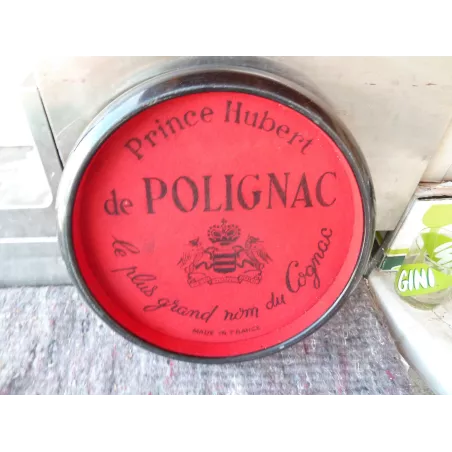 Prince Hubert
de POLIGNAC
le plus grand nom du Cognac
MADE IN FRANCE
GINI